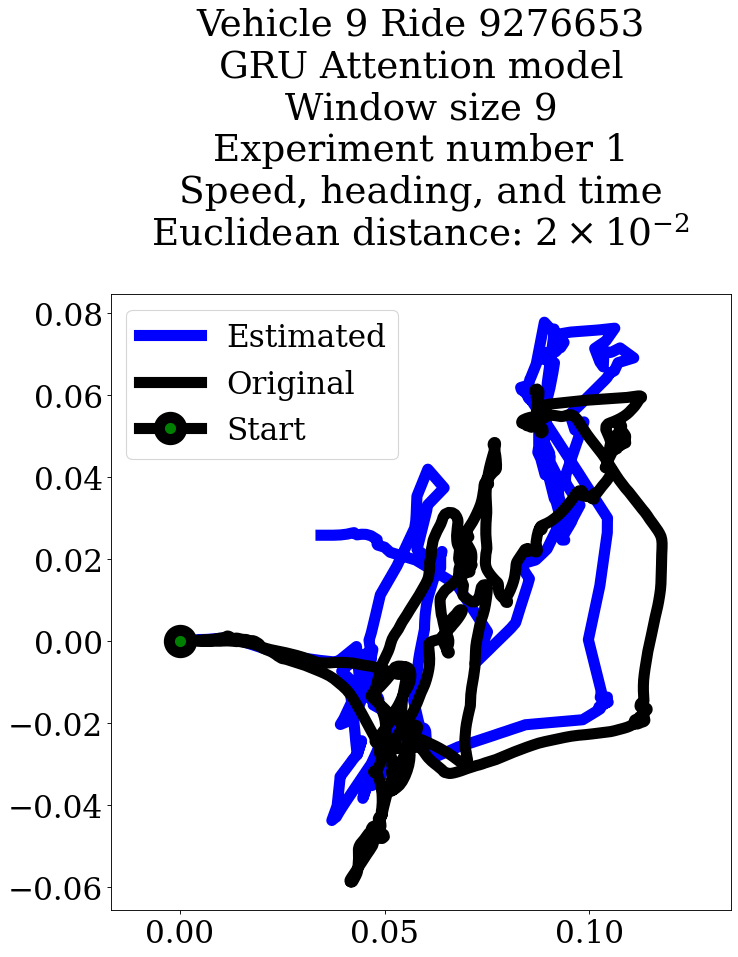 Vehicle 9 Ride 9276653
GRU Attention model
Window size 9
Experiment number 1
Speed, heading, and time
Euclidean distance: 2 × 10⁻²
0.08
0.06
0.04
0.02
0.00
−0.02
−0.04
−0.06
Estimated
Original
Start
0.00 0.05 0.10